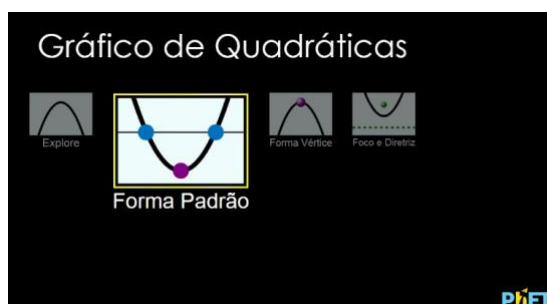 Gráfico de Quadráticas
Explore
Forma Padrão
Forma Vértice
Foco e Diretriz
PhET